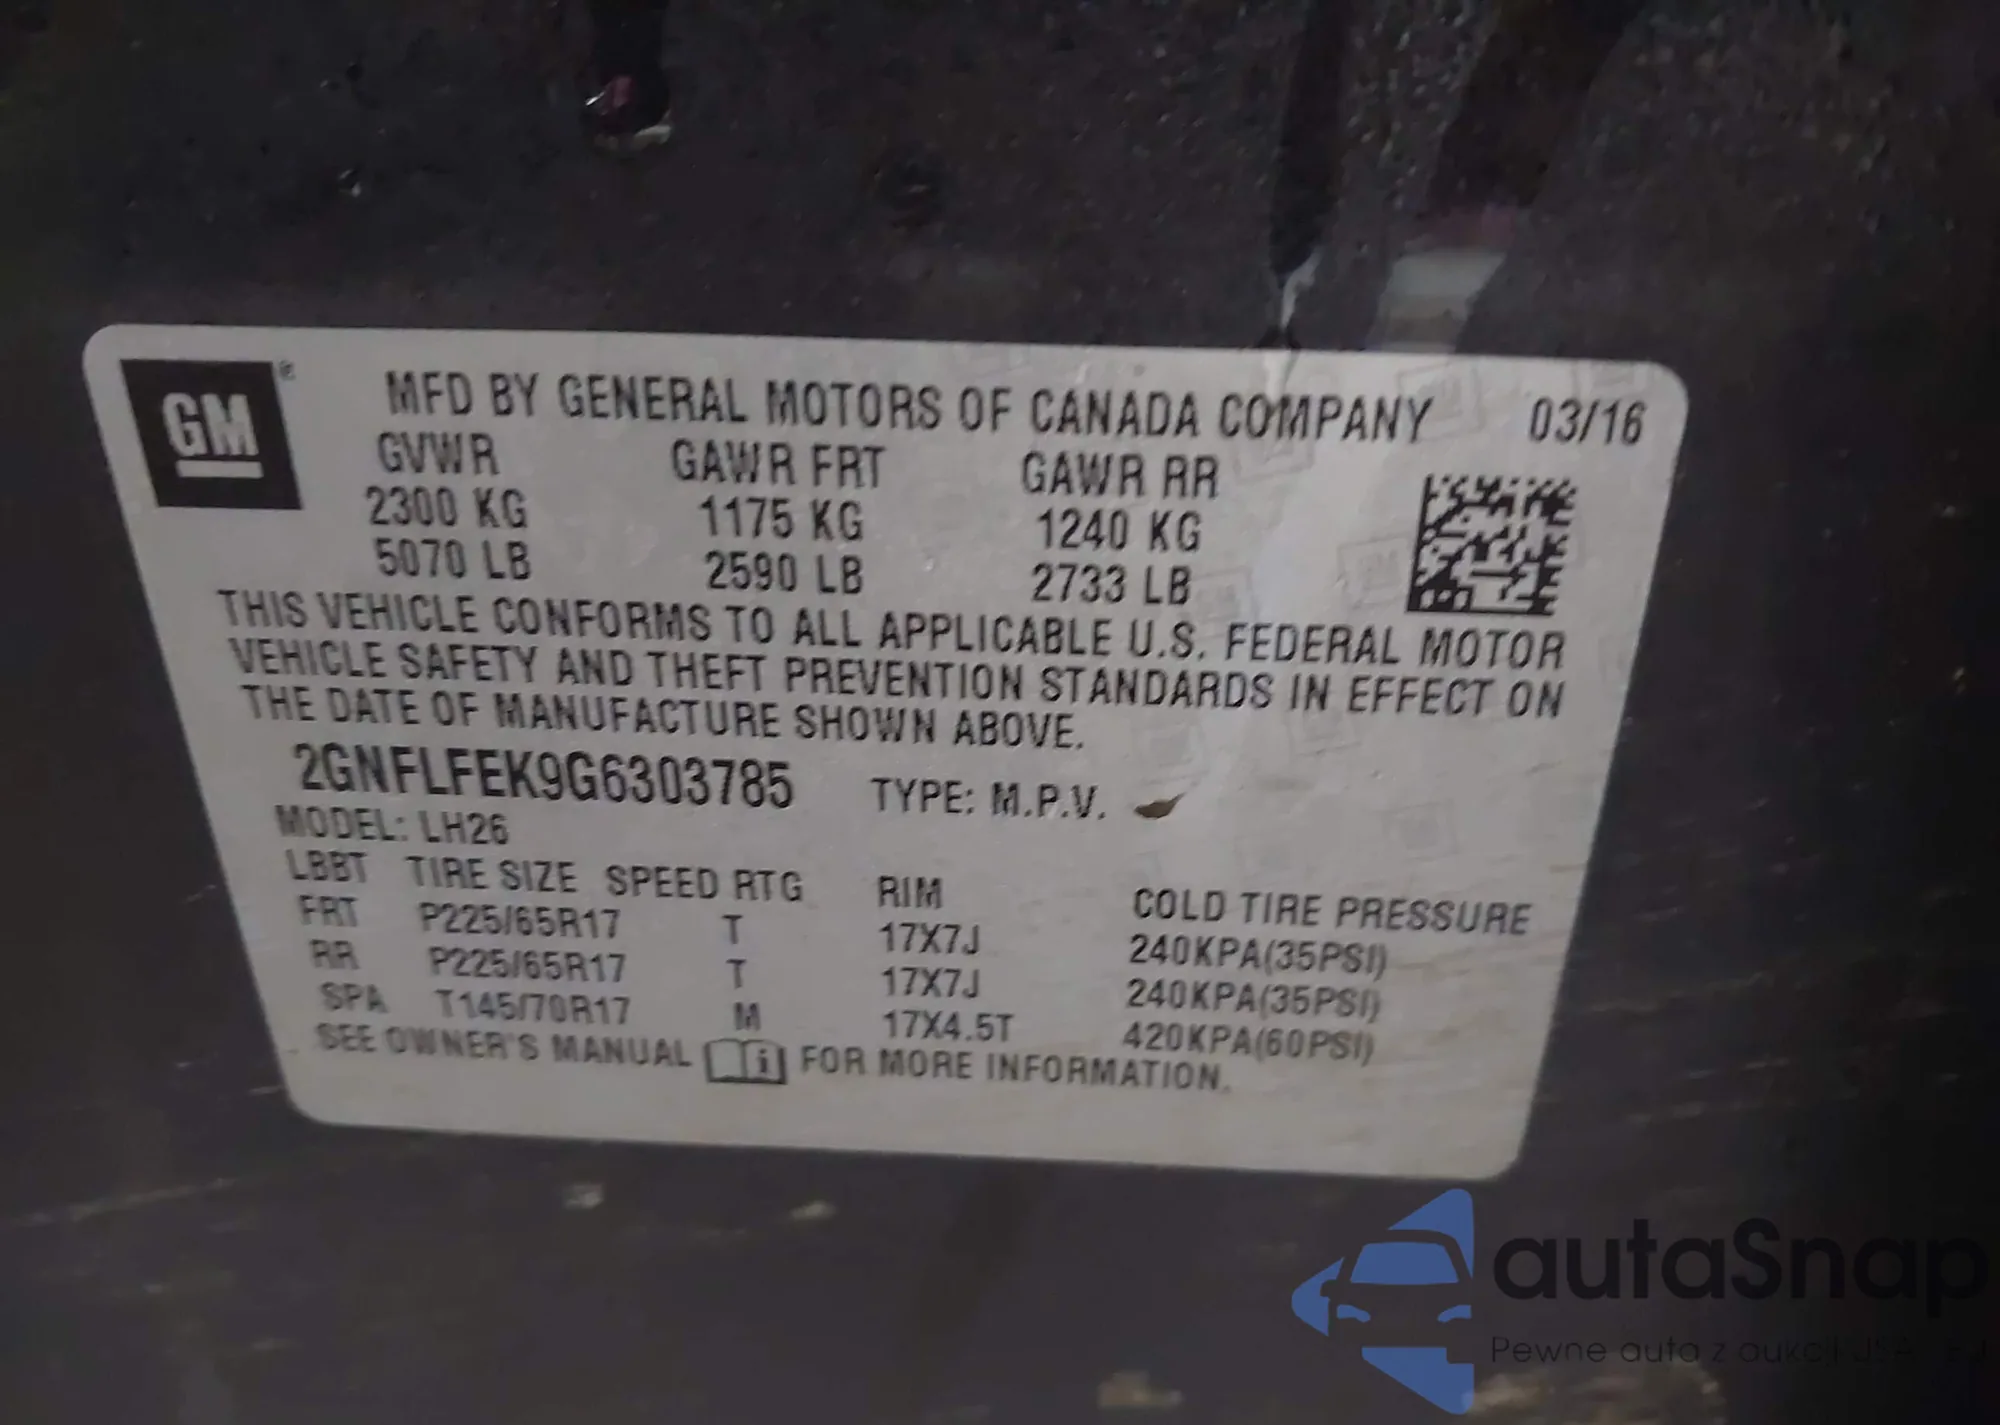 GM ®
MFD BY GENERAL MOTORS OF CANADA COMPANY 03/16
GVWR GAWR FRT GAWR RR
2300 KG 1175 KG 1240 KG
5070 LB 2590 LB 2733 LB
THIS VEHICLE CONFORMS TO ALL APPLICABLE U.S. FEDERAL MOTOR
VEHICLE SAFETY AND THEFT PREVENTION STANDARDS IN EFFECT ON
THE DATE OF MANUFACTURE SHOWN ABOVE.
2GNFLFEK9G6303785 TYPE: M.P.V.
MODEL: LH26
LBBT TIRE SIZE SPEED RTG RIM COLD TIRE PRESSURE
FRT P225/65R17 T 17X7J 240KPA(35PSI)
RR P225/65R17 T 17X7J 240KPA(35PSI)
SPA T145/70R17 M 17X4.5T 420KPA(60PSI)
SEE OWNER'S MANUAL FOR MORE INFORMATION.
autaSnap
Pewne auta z aukcji